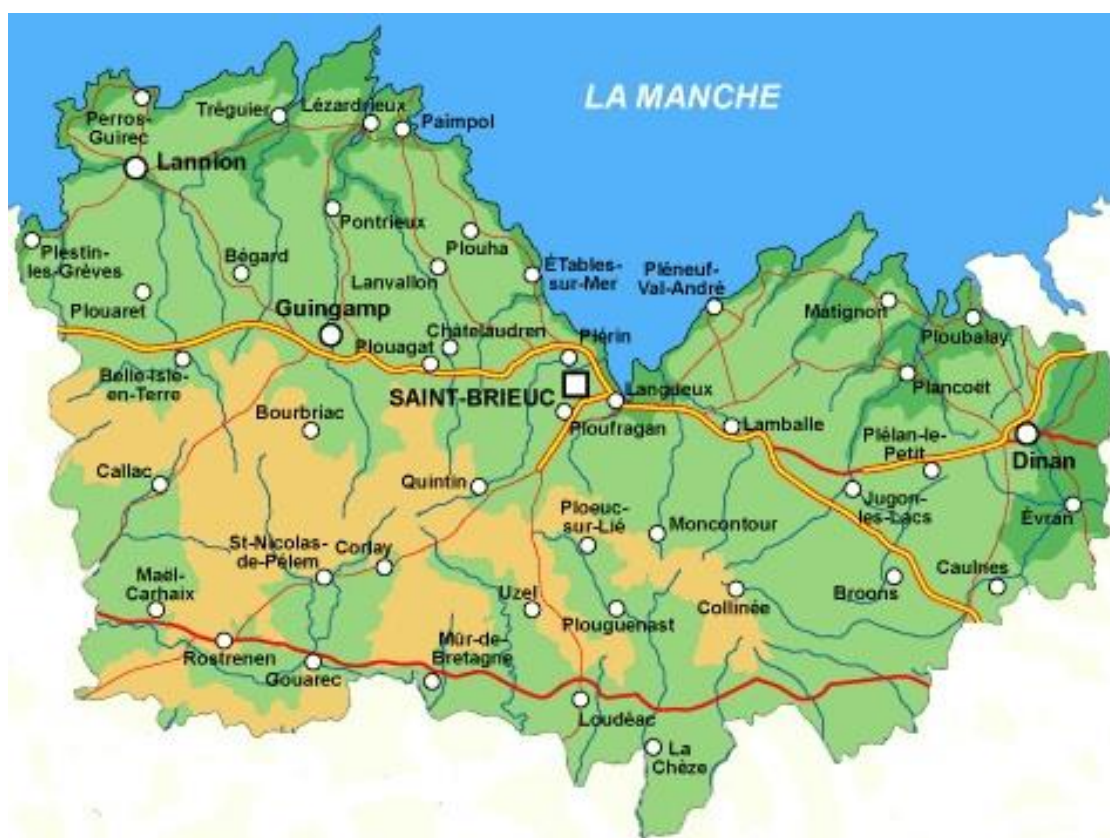 LA MANCHE
Perros-
Guirec
Tréguier
Lézardrieux
Paimpol
Lannion
Pontrieux
Plouha
Plestin-
les-Grèves
Bégard
Lanvallon
ÉTables-
sur-Mer
Pléneuf-
Val-André
Plouaret
Guingamp
Châtelaudren
Plérin
Matignon
Ploubalay
Plouagat
Belle-Isle-
en-Terre
SAINT-BRIEUC
Langueux
Plancoët
Bourbriac
Ploufragan
Lamballe
Plélan-le-
Petit
Dinan
Callac
Quintin
Jugon-
les-Lacs
Ploeuc-
sur-Lié
Moncontour
Évran
St-Nicolas-
de-Pélem
Corlay
Maël-
Carhaix
Uzel
Collinée
Broons
Caulnes
Plouguenast
Rostrenen
Gouarec
Mûr-de-
Bretagne
Loudéac
La
Chèze